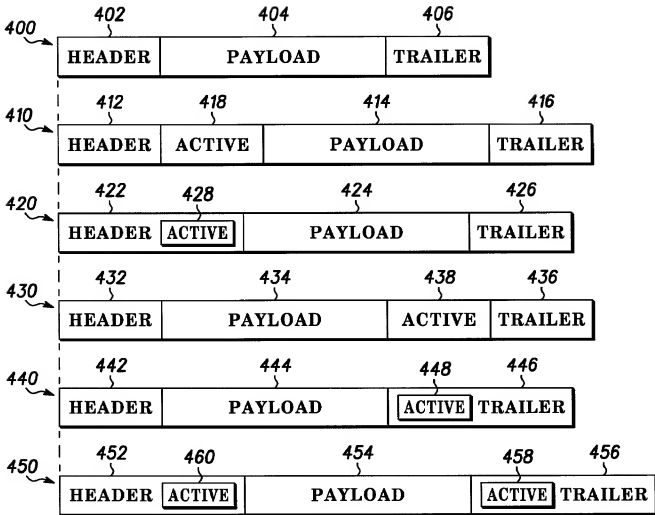 402 404 406
400
HEADER PAYLOAD TRAILER
412 418 414 416
410
HEADER ACTIVE PAYLOAD TRAILER
422 428 424 426
420
HEADER ACTIVE PAYLOAD TRAILER
432 434 438 436
430
HEADER PAYLOAD ACTIVE TRAILER
442 444 448 446
440
HEADER PAYLOAD ACTIVE TRAILER
452 460 454 458 456
450
HEADER ACTIVE PAYLOAD ACTIVE TRAILER